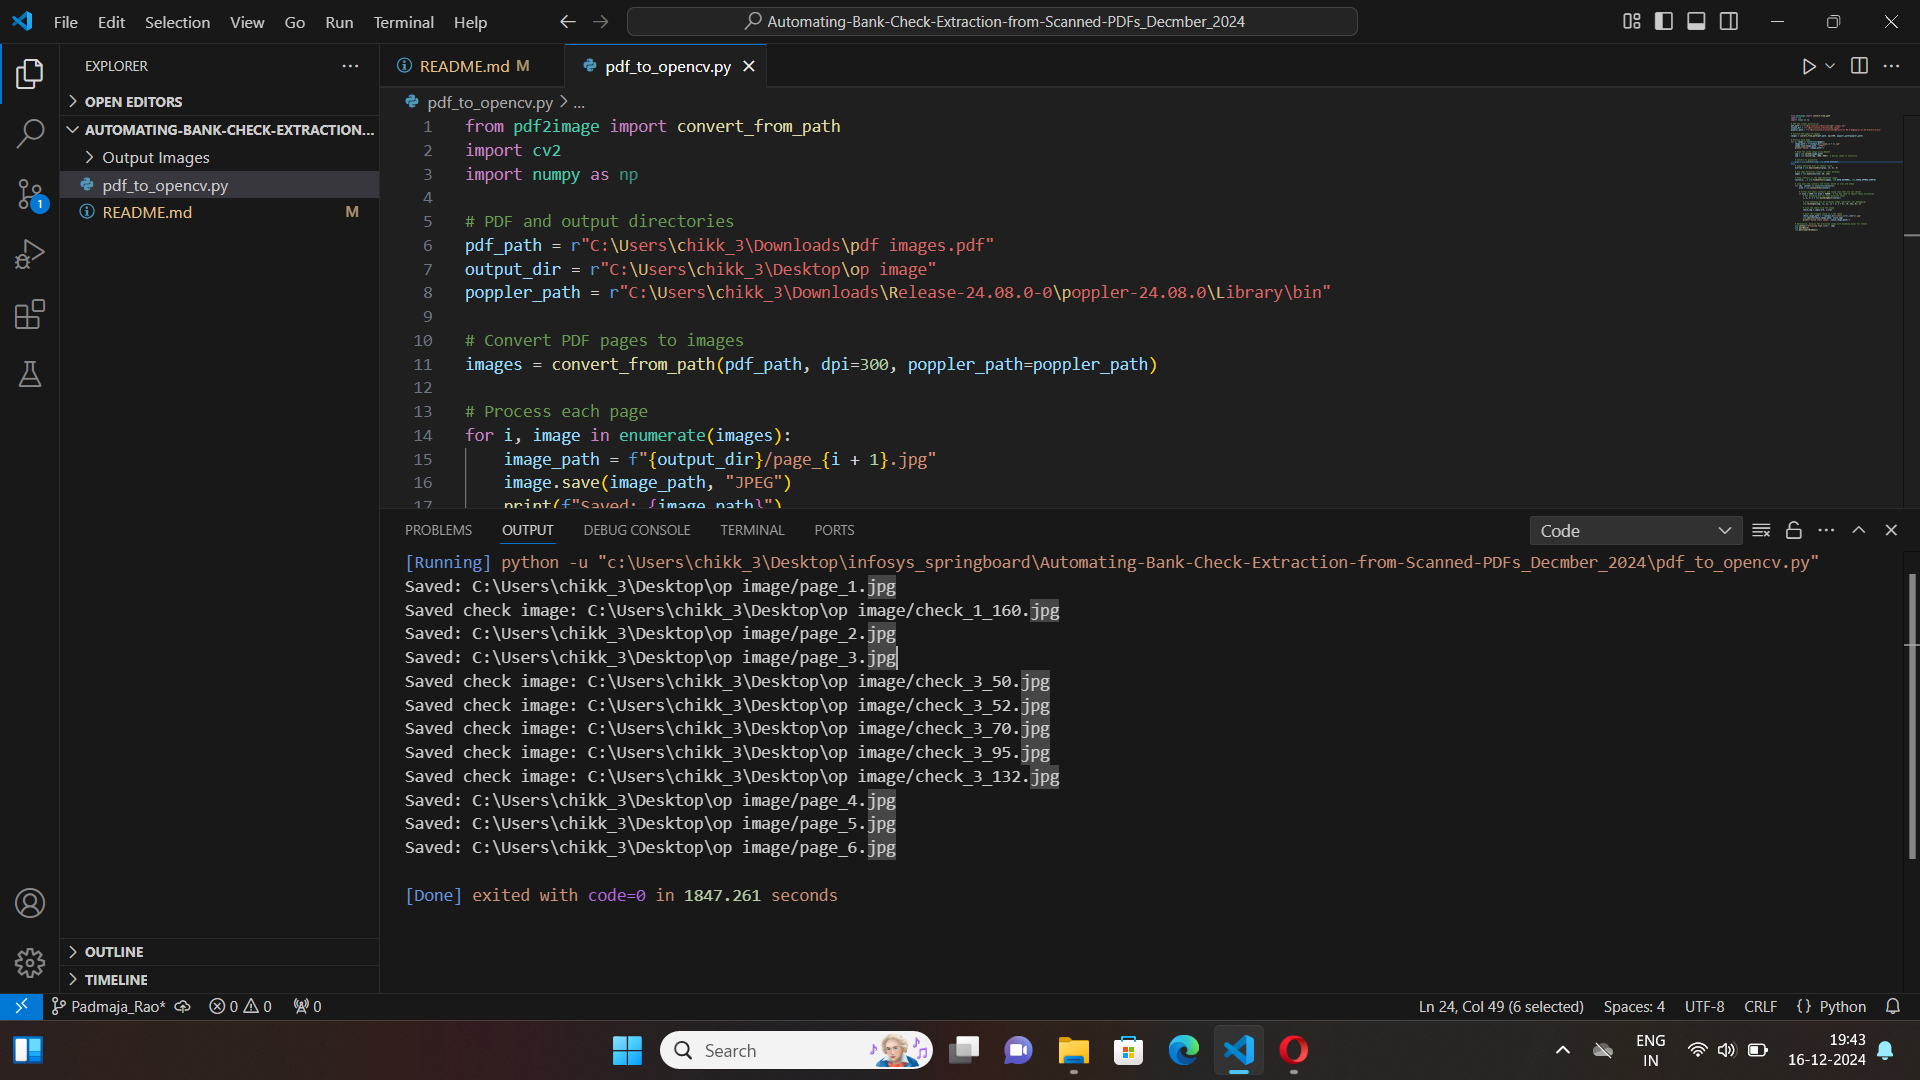 File Edit Selection View Go Run Terminal Help
Automating-Bank-Check-Extraction-from-Scanned-PDFs_Decmber_2024
EXPLORER
OPEN EDITORS
AUTOMATING-BANK-CHECK-EXTRACTION...
Output Images
pdf_to_opencv.py
README.md M
OUTLINE
TIMELINE
1
README.md M
pdf_to_opencv.py
pdf_to_opencv.py > ...
1 from pdf2image import convert_from_path
2 import cv2
3 import numpy as np
4
5 # PDF and output directories
6 pdf_path = r"C:\Users\chikk_3\Downloads\pdf images.pdf"
7 output_dir = r"C:\Users\chikk_3\Desktop\op image"
8 poppler_path = r"C:\Users\chikk_3\Downloads\Release-24.08.0-0\poppler-24.08.0\Library\bin"
9
10 # Convert PDF pages to images
11 images = convert_from_path(pdf_path, dpi=300, poppler_path=poppler_path)
12
13 # Process each page
14 for i, image in enumerate(images):
15 image_path = f"{output_dir}/page_{i + 1}.jpg"
16 image.save(image_path, "JPEG")
17 print(f"Saved: {image_path}")
PROBLEMS OUTPUT DEBUG CONSOLE TERMINAL PORTS
Code
[Running] python -u "c:\Users\chikk_3\Desktop\infosys_springboard\Automating-Bank-Check-Extraction-from-Scanned-PDFs_Decmber_2024\pdf_to_opencv.py"
Saved: C:\Users\chikk_3\Desktop\op image/page_1.jpg
Saved check image: C:\Users\chikk_3\Desktop\op image/check_1_160.jpg
Saved: C:\Users\chikk_3\Desktop\op image/page_2.jpg
Saved: C:\Users\chikk_3\Desktop\op image/page_3.jpg
Saved check image: C:\Users\chikk_3\Desktop\op image/check_3_50.jpg
Saved check image: C:\Users\chikk_3\Desktop\op image/check_3_52.jpg
Saved check image: C:\Users\chikk_3\Desktop\op image/check_3_70.jpg
Saved check image: C:\Users\chikk_3\Desktop\op image/check_3_95.jpg
Saved check image: C:\Users\chikk_3\Desktop\op image/check_3_132.jpg
Saved: C:\Users\chikk_3\Desktop\op image/page_4.jpg
Saved: C:\Users\chikk_3\Desktop\op image/page_5.jpg
Saved: C:\Users\chikk_3\Desktop\op image/page_6.jpg
[Done] exited with code=0 in 1847.261 seconds
Padmaja_Rao* 0 0 0
Ln 24, Col 49 (6 selected) Spaces: 4 UTF-8 CRLF {} Python
Search
ENG
IN
19:43
16-12-2024